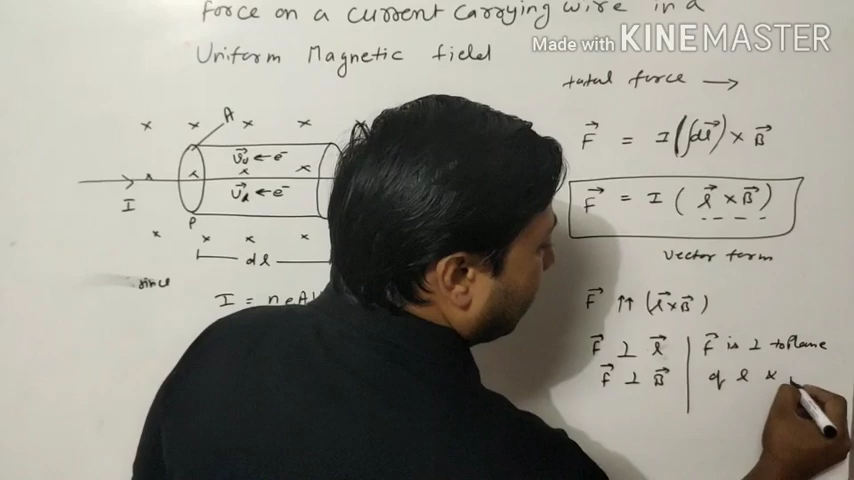 force on a current carrying wire in a
Uniform Magnetic field
Made with KINEMASTER
A
× × × ×
v⃗d ← e⁻
v⃗d ← e⁻
I
P
dl
since
I = neA
total force →
F⃗ = I(∫dl⃗) × B⃗
F⃗ = I ( l⃗ × B⃗ )
vector form
F⃗ ↑↑ (l⃗ × B⃗)
F⃗ ⊥ l⃗
F⃗ ⊥ B⃗
F⃗ is ⊥ to Plane
of l &